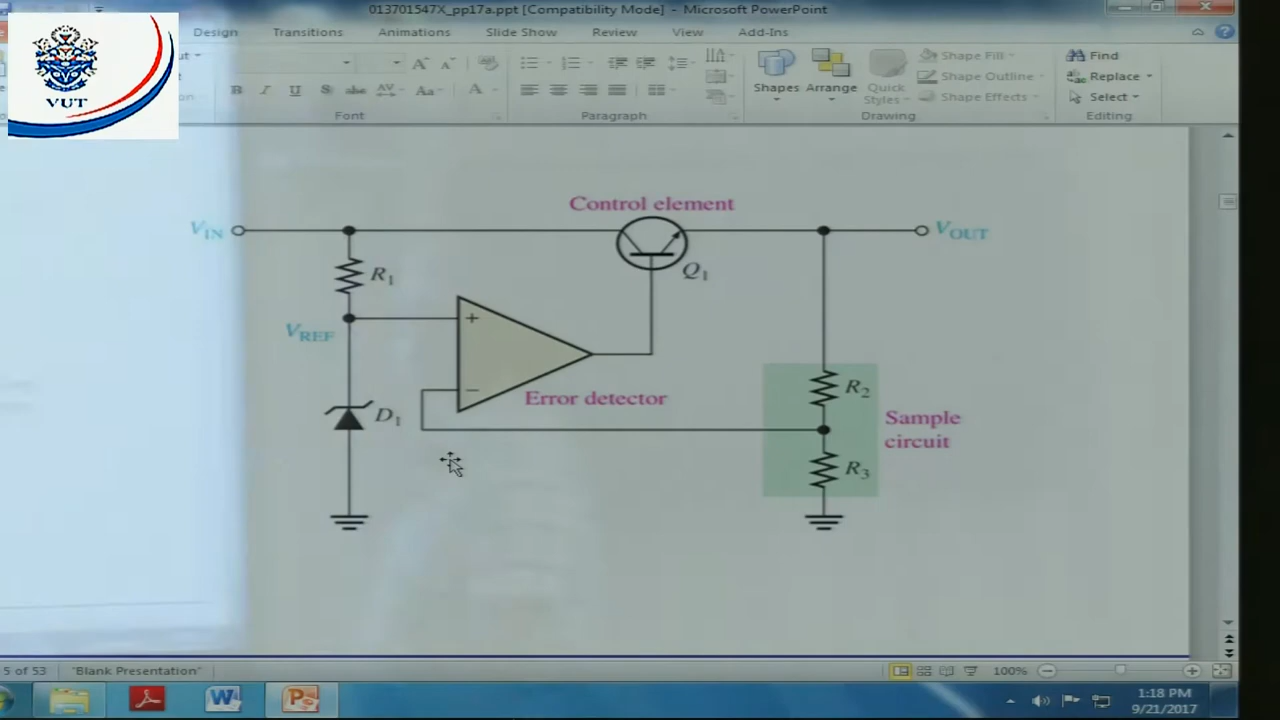 013701547X_pp17a.ppt [Compatibility Mode] - Microsoft PowerPoint
VUT
Design Transitions Animations Slide Show Review View Add-Ins
Shapes Arrange Quick Styles
Shape Fill
Shape Outline
Shape Effects
Find
Replace
Select
B I U S abc AV Aa A
Font Paragraph Drawing Editing
Control element
VIN
VOUT
Q1
R1
+
VREF
−
D1
Error detector
R2
Sample
circuit
R3
5 of 53 "Blank Presentation" 100%
1:18 PM
9/21/2017